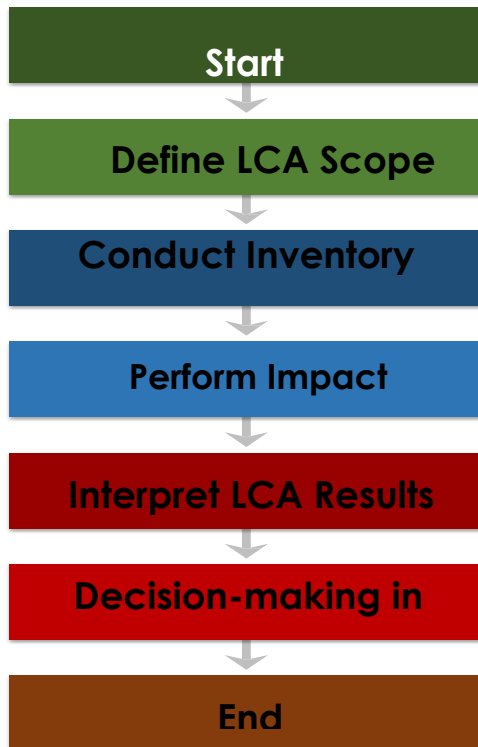 Start
Define LCA Scope
Conduct Inventory
Perform Impact
Interpret LCA Results
Decision-making in
End